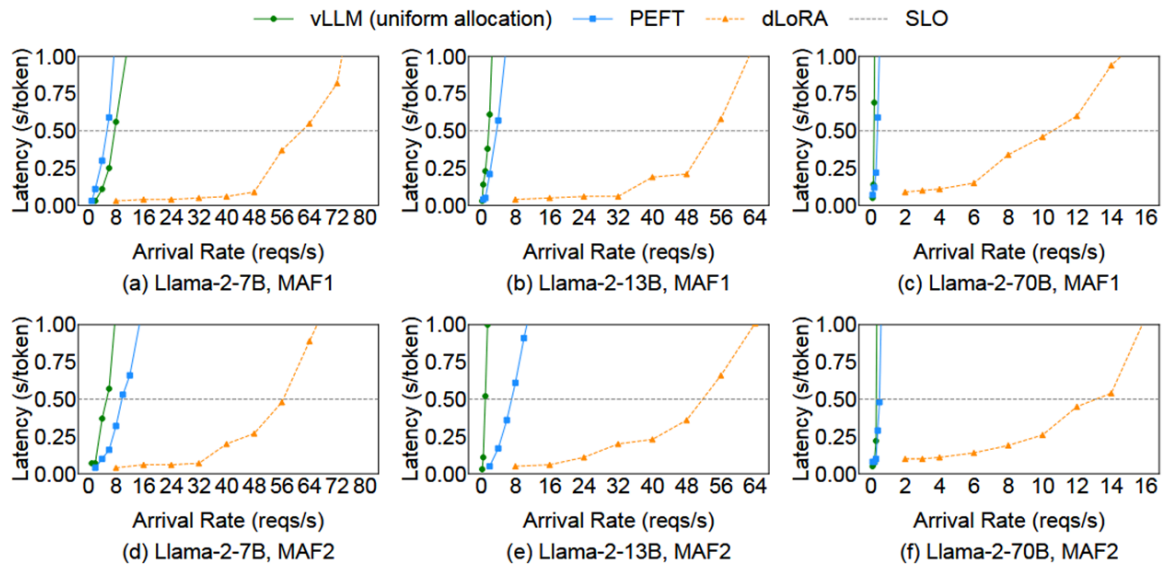 vLLM (uniform allocation) PEFT dLoRA SLO
Latency (s/token)
1.00
0.75
0.50
0.25
0.00
0 8 16 24 32 40 48 56 64 72 80
Arrival Rate (reqs/s)
(a) Llama-2-7B, MAF1
Latency (s/token)
1.00
0.75
0.50
0.25
0.00
0 8 16 24 32 40 48 56 64
Arrival Rate (reqs/s)
(b) Llama-2-13B, MAF1
Latency (s/token)
1.00
0.75
0.50
0.25
0.00
0 2 4 6 8 10 12 14 16
Arrival Rate (reqs/s)
(c) Llama-2-70B, MAF1
Latency (s/token)
1.00
0.75
0.50
0.25
0.00
0 8 16 24 32 40 48 56 64 72 80
Arrival Rate (reqs/s)
(d) Llama-2-7B, MAF2
Latency (s/token)
1.00
0.75
0.50
0.25
0.00
0 8 16 24 32 40 48 56 64
Arrival Rate (reqs/s)
(e) Llama-2-13B, MAF2
Latency (s/token)
1.00
0.75
0.50
0.25
0.00
0 2 4 6 8 10 12 14 16
Arrival Rate (reqs/s)
(f) Llama-2-70B, MAF2